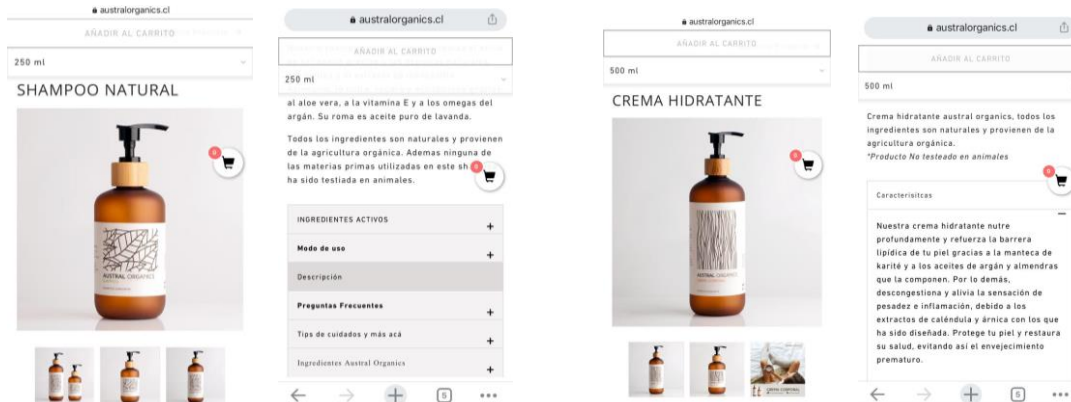 australorganics.cl
AÑADIR AL CARRITO
250 ml
SHAMPOO NATURAL
0
AUSTRAL ORGANICS
australorganics.cl
AÑADIR AL CARRITO
250 ml
al aloe vera, a la vitamina E y a los omegas del
argán. Su roma es aceite puro de lavanda.
Todos los ingredientes son naturales y provienen
de la agricultura orgánica. Ademas ninguna de
las materias primas utilizadas en este sh
ha sido testiada en animales.
0
INGREDIENTES ACTIVOS +
Modo de uso +
Descripción
Preguntas Frecuentes +
Tips de cuidados y más acá +
Ingredientes Austral Organics +
5
australorganics.cl
AÑADIR AL CARRITO
500 ml
CREMA HIDRATANTE
0
AUSTRAL ORGANICS
CREMA CORPORAL
australorganics.cl
AÑADIR AL CARRITO
500 ml
Crema hidratante austral organics, todos los
ingredientes son naturales y provienen de la
agricultura orgánica.
*Producto No testeado en animales
0
Caracterisitcas
Nuestra crema hidratante nutre
profundamente y refuerza la barrera
lipídica de tu piel gracias a la manteca de
karité y a los aceites de argán y almendras
que la componen. Por lo demás,
descongestiona y alivia la sensación de
pesadez e inflamación, debido a los
extractos de caléndula y árnica con los que
ha sido diseñada. Protege tu piel y restaura
su salud, evitando así el envejecimiento
prematuro.
5